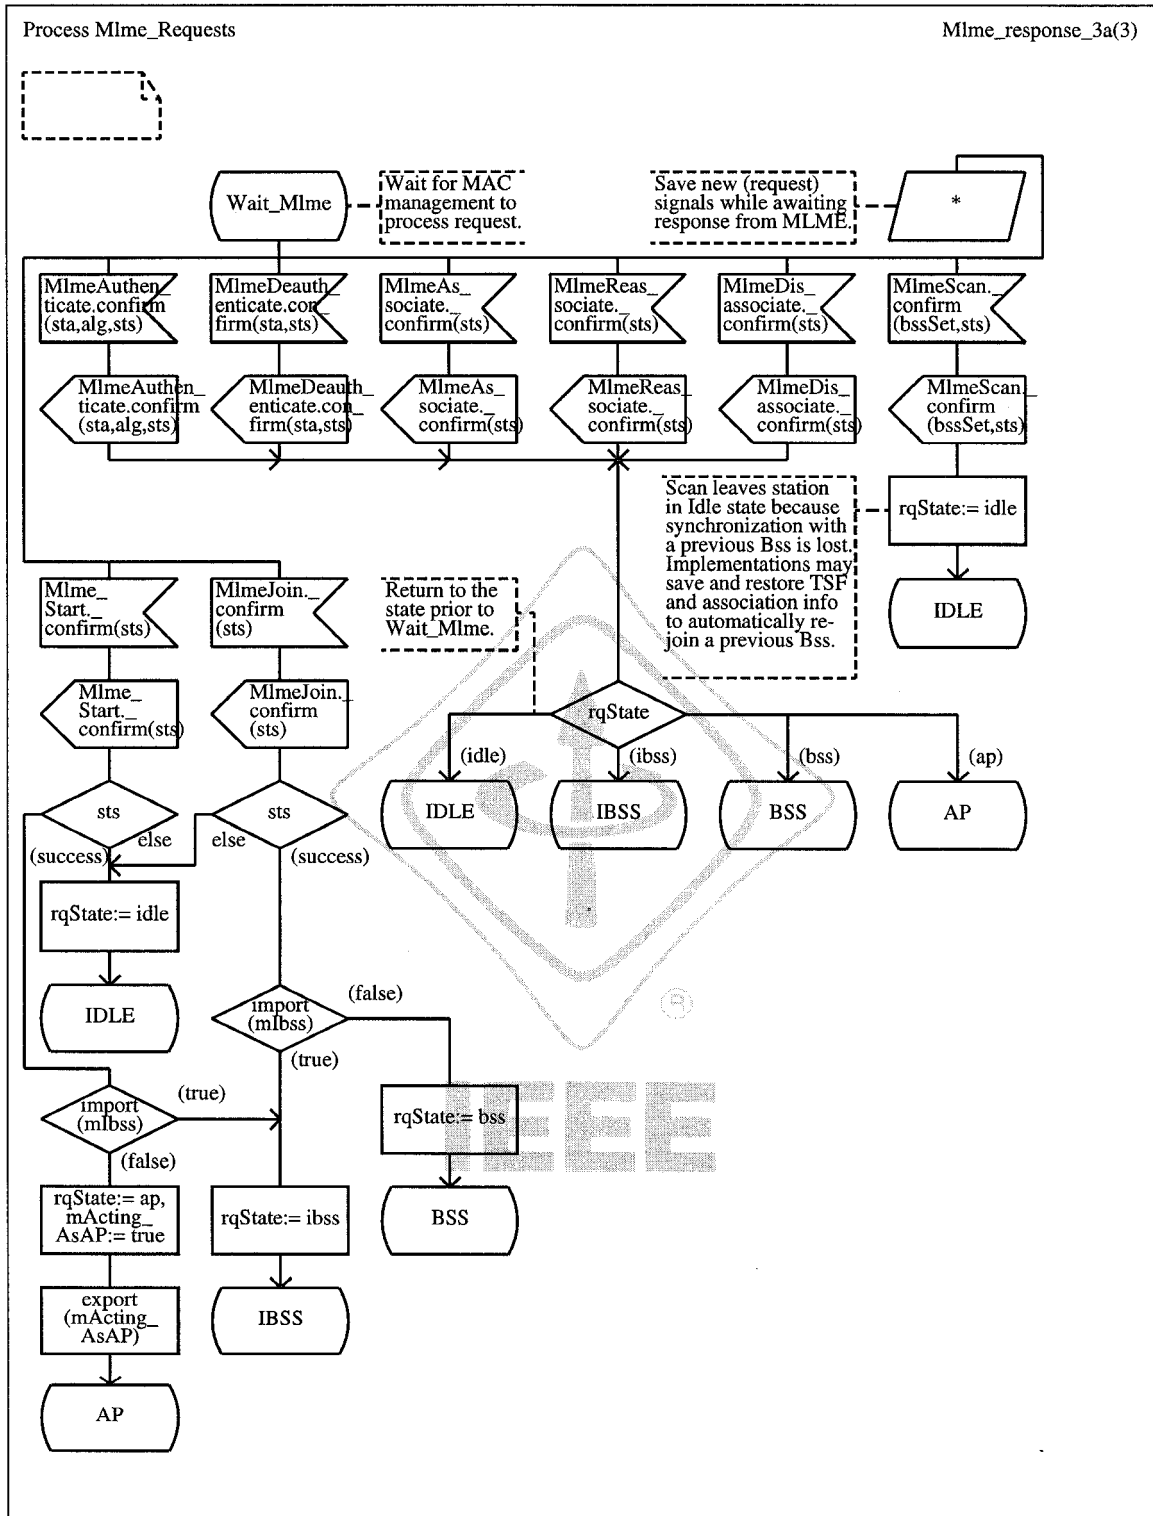 Process Mlme_Requests
Mlme_response_3a(3)
Wait_Mlme
Wait for MAC
management to
process request.
Save new (request)
signals while awaiting
response from MLME.
*
MlmeAuthen_
ticate.confirm
(sta,alg,sts)
MlmeDeauth_
enticate.con_
firm(sta,sts)
MlmeAs_
sociate._
confirm(sts)
MlmeReas_
sociate._
confirm(sts)
MlmeDis_
associate._
confirm(sts)
MlmeScan._
confirm
(bssSet,sts)
MlmeAuthen_
ticate.confirm
(sta,alg,sts)
MlmeDeauth_
enticate.con_
firm(sta,sts)
MlmeAs_
sociate._
confirm(sts)
MlmeReas_
sociate._
confirm(sts)
MlmeDis_
associate._
confirm(sts)
MlmeScan._
confirm
(bssSet,sts)
Scan leaves station
in Idle state because
synchronization with
a previous Bss is lost.
Implementations may
save and restore TSF
and association info
to automatically re-
join a previous Bss.
rqState:= idle
IDLE
Mlme_
Start._
confirm(sts)
MlmeJoin._
confirm
(sts)
Return to the
state prior to
Wait_Mlme.
Mlme_
Start._
confirm(sts)
MlmeJoin._
confirm
(sts)
rqState
(idle)
(ibss)
(bss)
(ap)
IDLE
IBSS
BSS
AP
sts
sts
else
else
(success)
(success)
rqState:= idle
IDLE
import
(mIbss)
(false)
(true)
import
(mIbss)
(true)
(false)
rqState:= bss
BSS
rqState:= ap,
mActing_
AsAP:= true
rqState:= ibss
export
(mActing_
AsAP)
IBSS
AP
IEEE
®